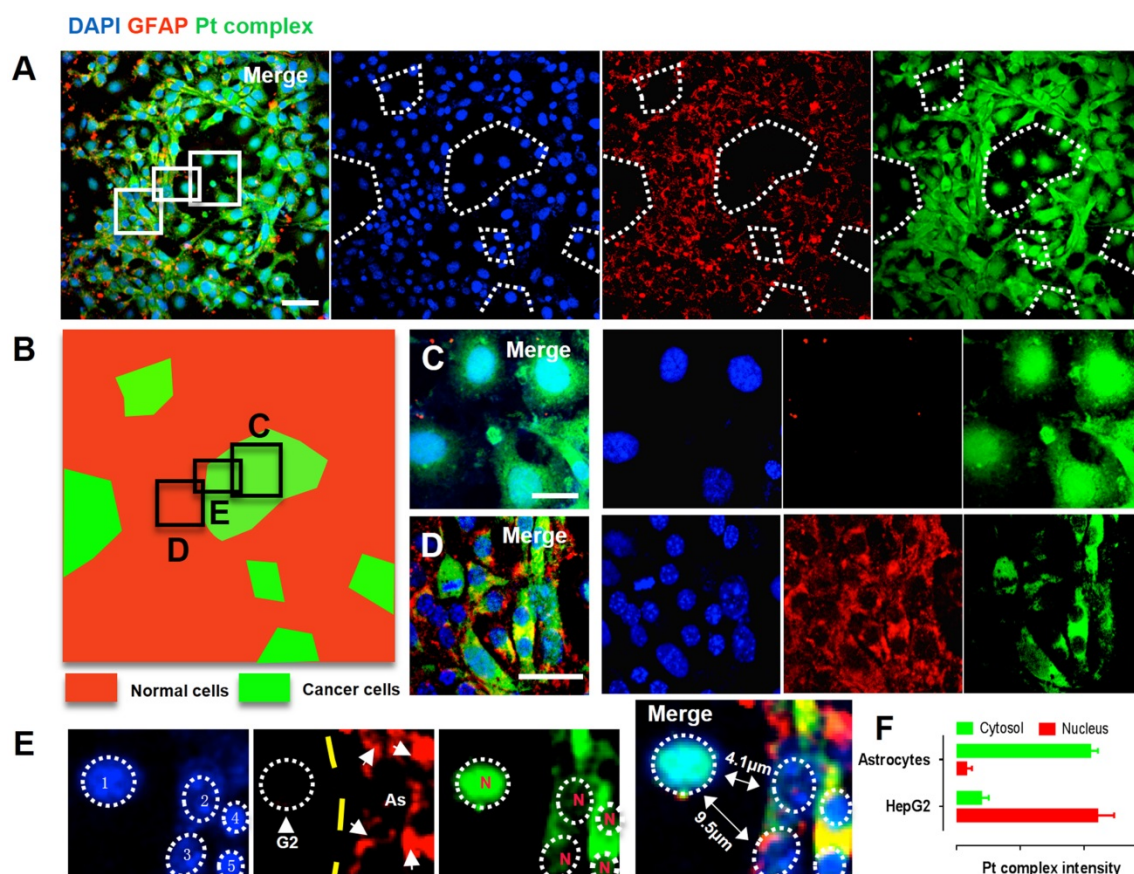 DAPI GFAP Pt complex
A
Merge
B
C
E
D
Normal cells
Cancer cells
C
Merge
D
Merge
E
1
2
3
4
5
As
G2
N
N
N
N
N
Merge
4.1μm
9.5μm
F
Cytosol
Nucleus
Astrocytes
HepG2
Pt complex intensity